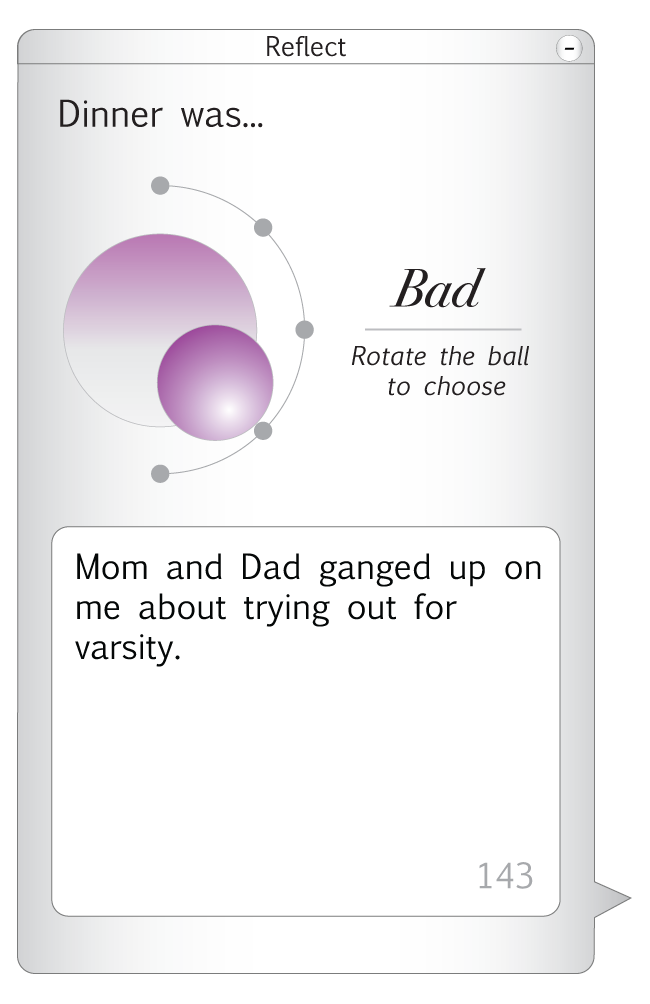 Reflect
-
Dinner was...
Bad
Rotate the ball
to choose
Mom and Dad ganged up on
me about trying out for
varsity.
143